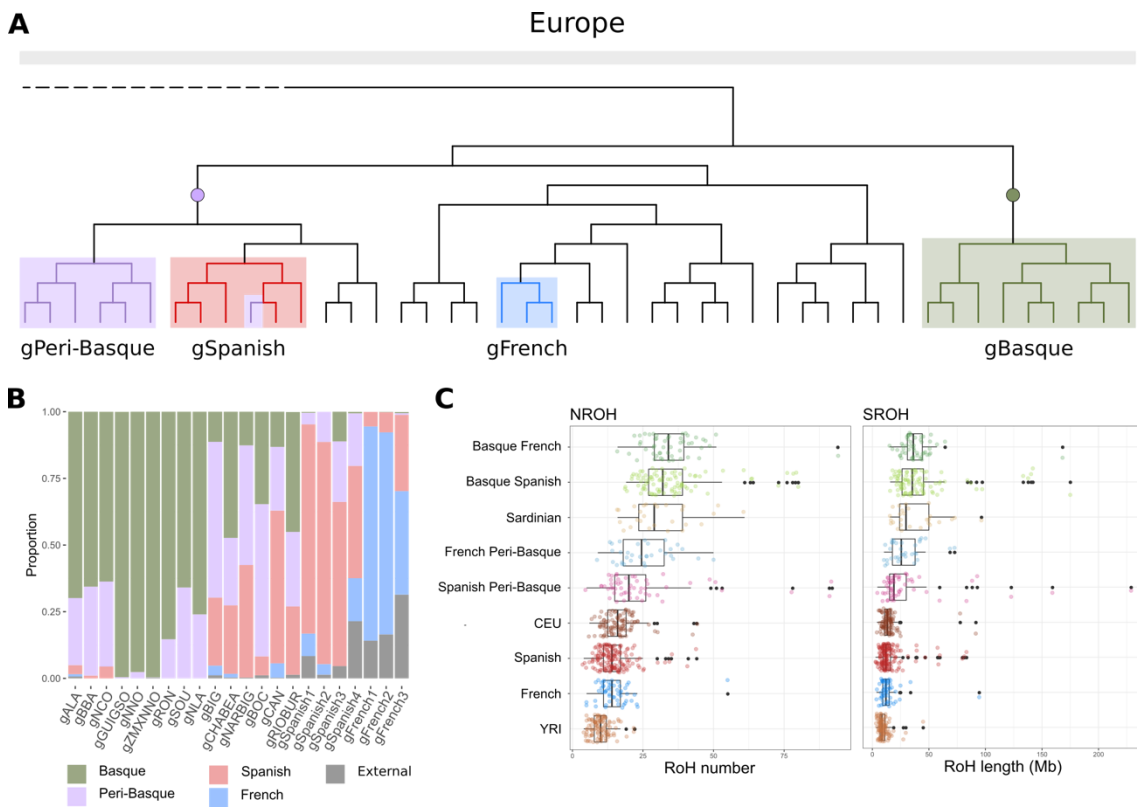 A
Europe
gPeri-Basque
gSpanish
gFrench
gBasque
B
Proportion
1.00
0.75
0.50
0.25
0.00
gALA
gBBA
gNCO
gGUIGSO
gNNO
gZMXNNO
gRON
gSOU
gNLA
gBIG
gCHABEA
gNARBIG
gBOC
gCAN
gRIOBUR
gSpanish1
gSpanish2
gSpanish3
gSpanish4
gFrench1
gFrench2
gFrench3
Basque
Spanish
External
Peri-Basque
French
C
NROH
SROH
Basque French
Basque Spanish
Sardinian
French Peri-Basque
Spanish Peri-Basque
CEU
Spanish
French
YRI
0 25 50 75
0 50 100 150 200
RoH number
RoH length (Mb)